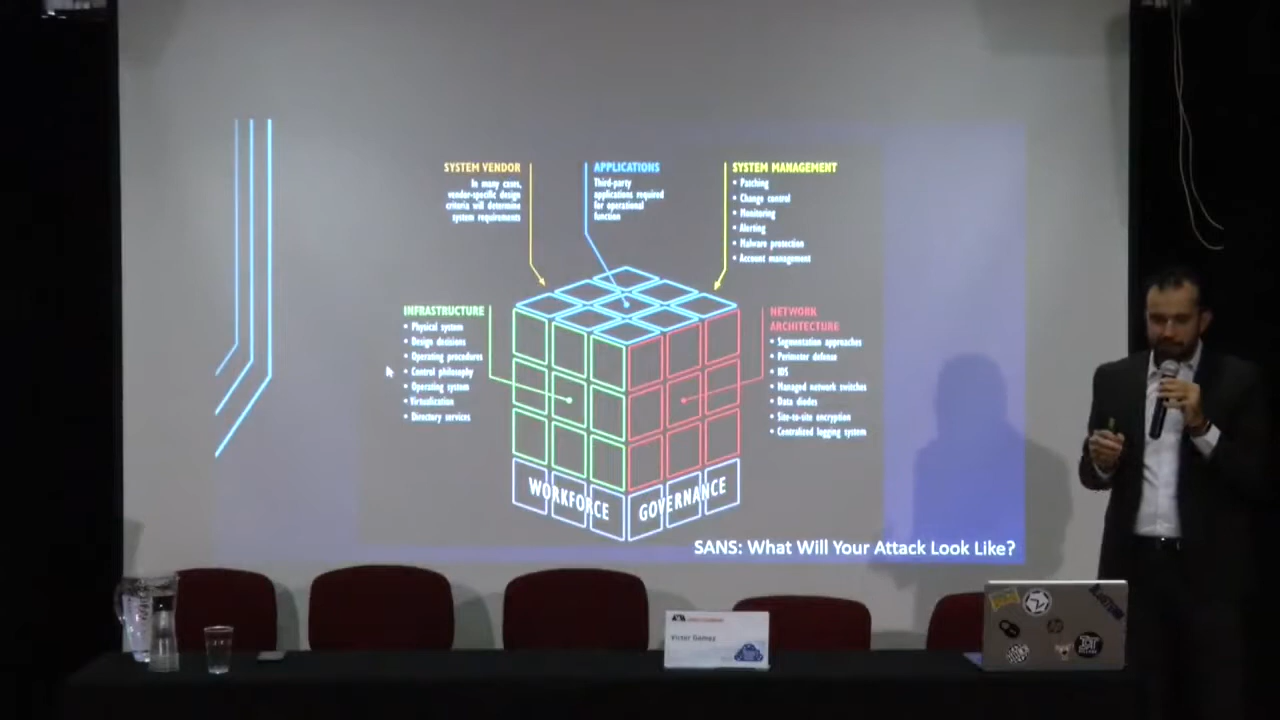 SYSTEM VENDOR
In many cases,
vendor-specific design
criteria will determine
system requirements
APPLICATIONS
Third-party
applications required
for operational
function
SYSTEM MANAGEMENT
• Patching
• Change control
• Monitoring
• Alerting
• Malware protection
• Account management
INFRASTRUCTURE
• Physical system
• Design decisions
• Operating procedures
• Control philosophy
• Operating system
• Virtualization
• Directory services
NETWORK
ARCHITECTURE
• Segmentation approaches
• Perimeter defense
• IDS
• Managed network switches
• Data diodes
• Site-to-site encryption
• Centralized logging system
WORKFORCE
GOVERNANCE
SANS: What Will Your Attack Look Like?
Victor Gomez
hp